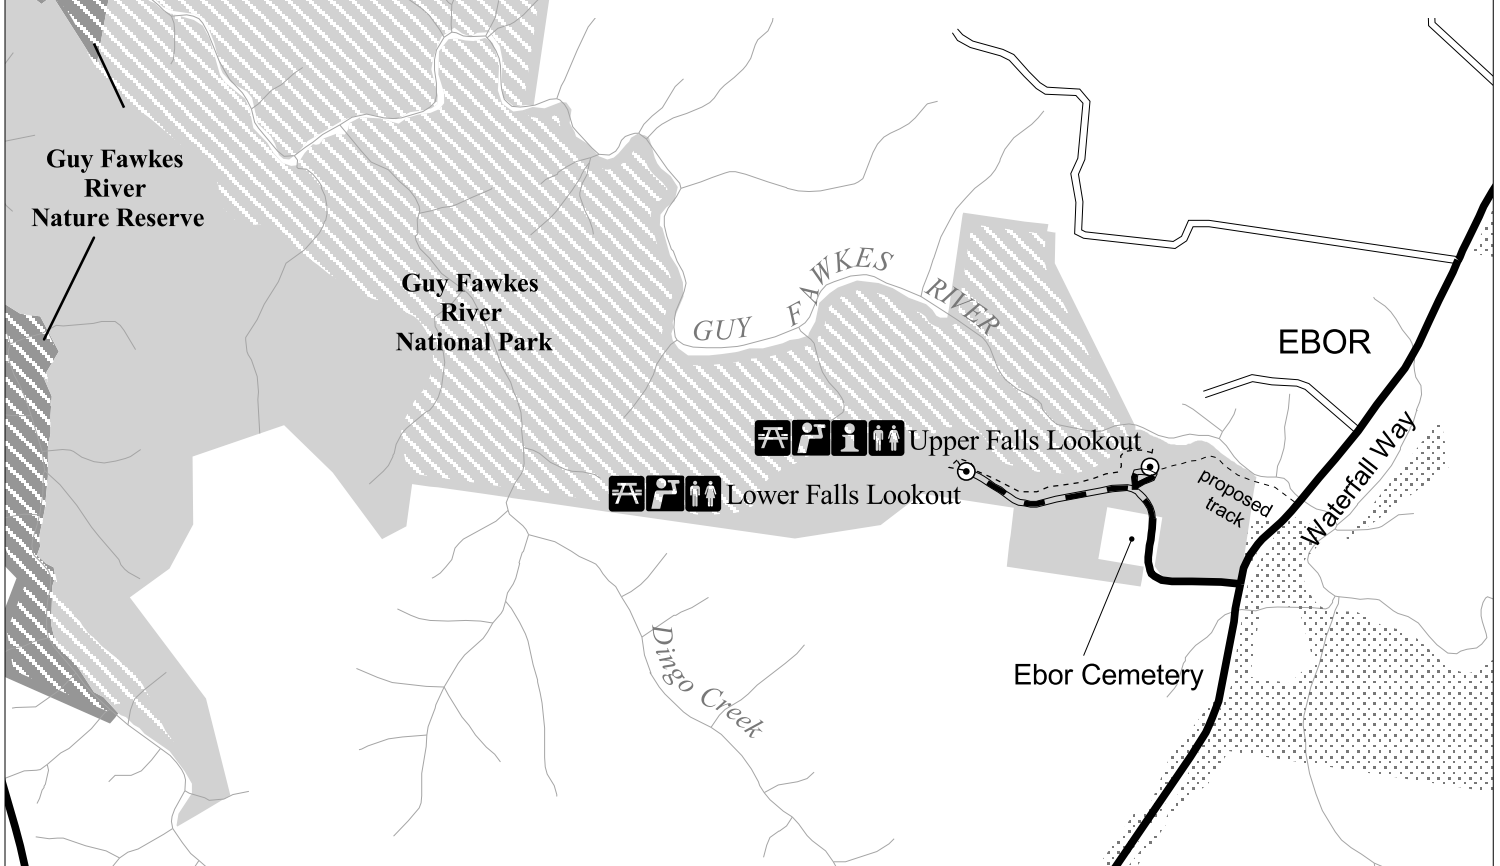 Guy Fawkes
River
Nature Reserve
Guy Fawkes
River
National Park
GUY FAWKES RIVER
EBOR
Upper Falls Lookout
Lower Falls Lookout
proposed
track
Waterfall Way
Ebor Cemetery
Dingo Creek